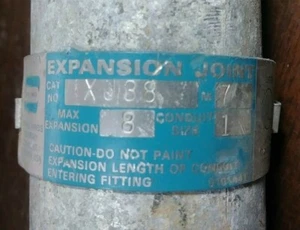 EXPANSION JOINT
CAT NO XJ88
MAX EXPANSION 8 CONDUIT SIZE 1
CAUTION-DO NOT PAINT
EXPANSION LENGTH OF CONDUIT
ENTERING FITTING